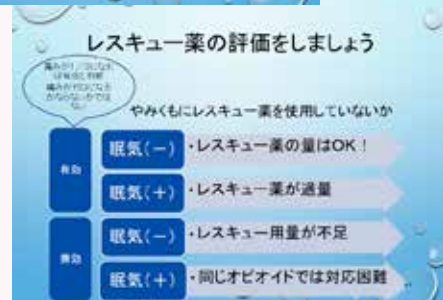 レスキュー薬の評価をしましょう
やみくもにレスキュー薬を使用していないか
有効
眠気(－) ・レスキュー薬の量はOK！
眠気(＋) ・レスキュー薬が過量
無効
眠気(－) ・レスキュー用量が不足
眠気(＋) ・同じオピオイドでは対応困難